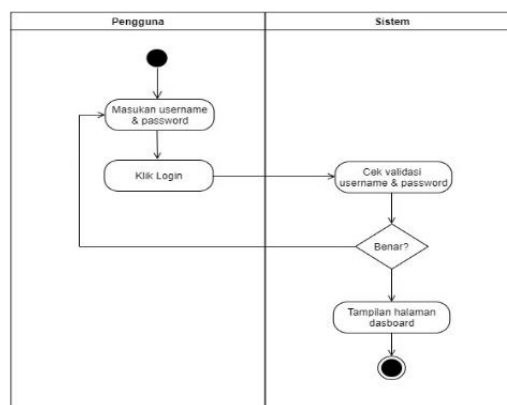 Pengguna
Sistem
Masukan username
& password
Klik Login
Cek validasi
username & password
Benar?
Tampilan halaman
dasboard